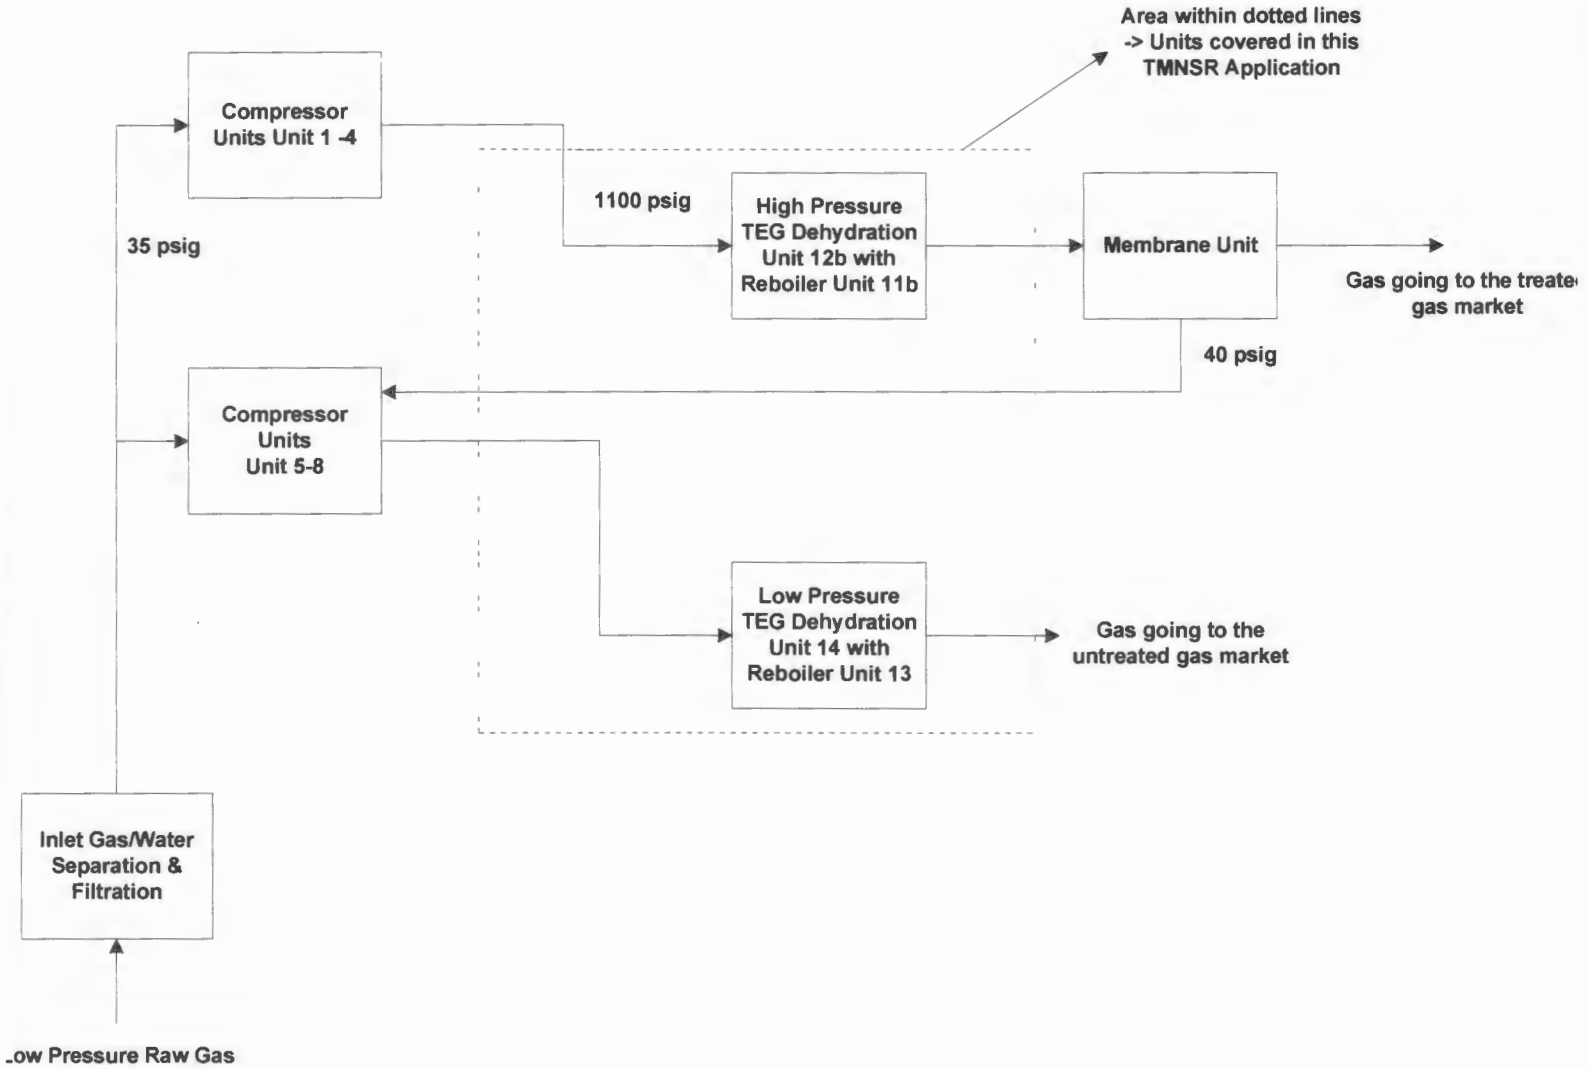 Area within dotted lines
-> Units covered in this
TMNSR Application
Compressor
Units Unit 1 -4
1100 psig
High Pressure
TEG Dehydration
Unit 12b with
Reboiler Unit 11b
Membrane Unit
35 psig
Gas going to the treate
gas market
40 psig
Compressor
Units
Unit 5-8
Low Pressure
TEG Dehydration
Unit 14 with
Reboiler Unit 13
Gas going to the
untreated gas market
Inlet Gas/Water
Separation &
Filtration
ow Pressure Raw Gas